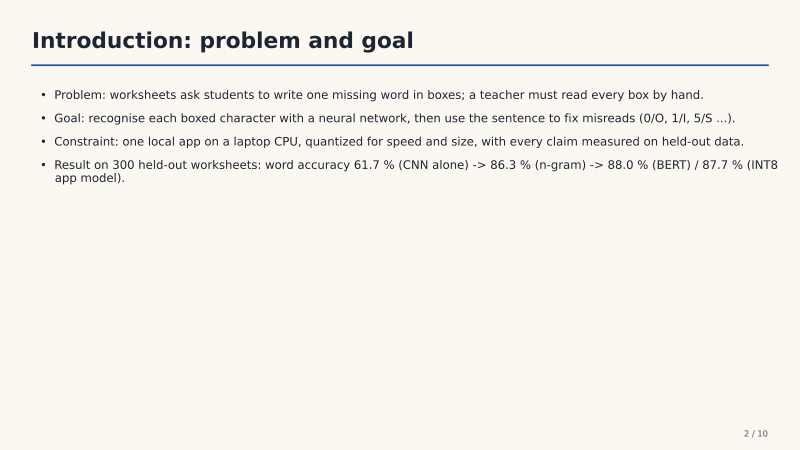 Introduction: problem and goal
• Problem: worksheets ask students to write one missing word in boxes; a teacher must read every box by hand.
• Goal: recognise each boxed character with a neural network, then use the sentence to fix misreads (0/O, 1/I, 5/S ...).
• Constraint: one local app on a laptop CPU, quantized for speed and size, with every claim measured on held-out data.
• Result on 300 held-out worksheets: word accuracy 61.7 % (CNN alone) -> 86.3 % (n-gram) -> 88.0 % (BERT) / 87.7 % (INT8
app model).
2 / 10